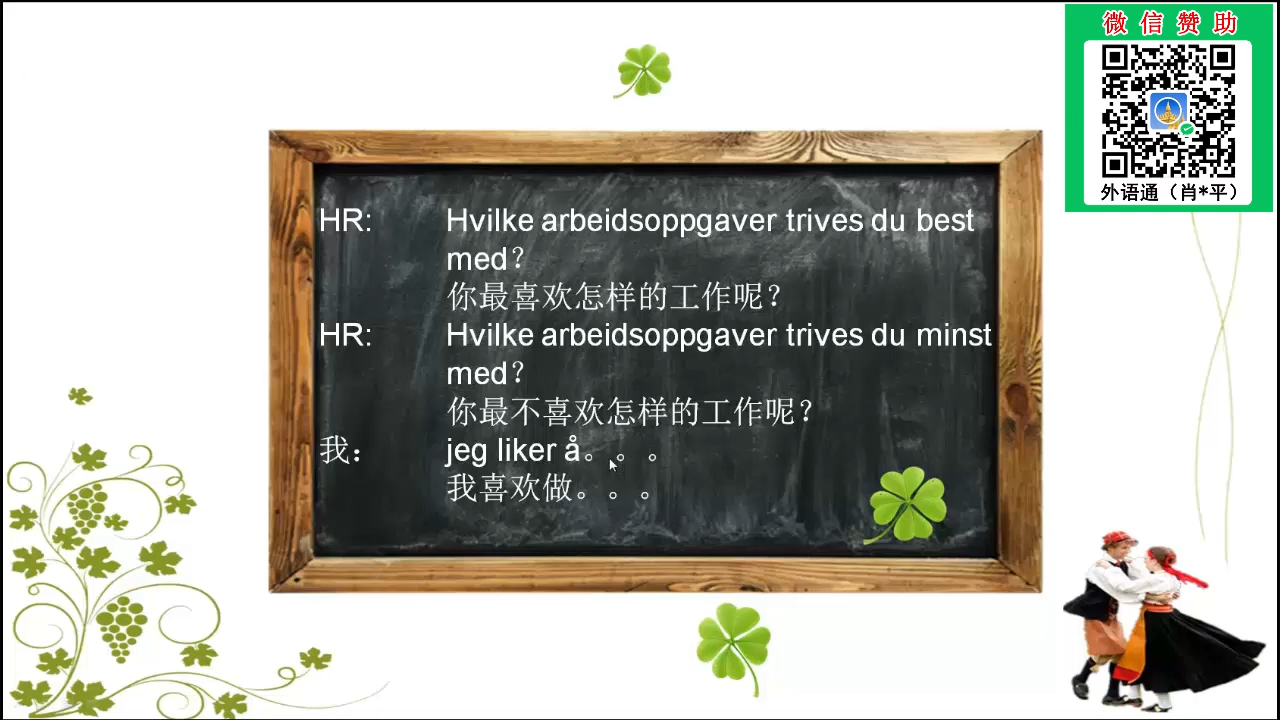 微信赞助
外语通（肖*平）
HR: Hvilke arbeidsoppgaver trives du best
med？
你最喜欢怎样的工作呢？
HR: Hvilke arbeidsoppgaver trives du minst
med？
你最不喜欢怎样的工作呢？
我： jeg liker å。。。
我喜欢做。。。